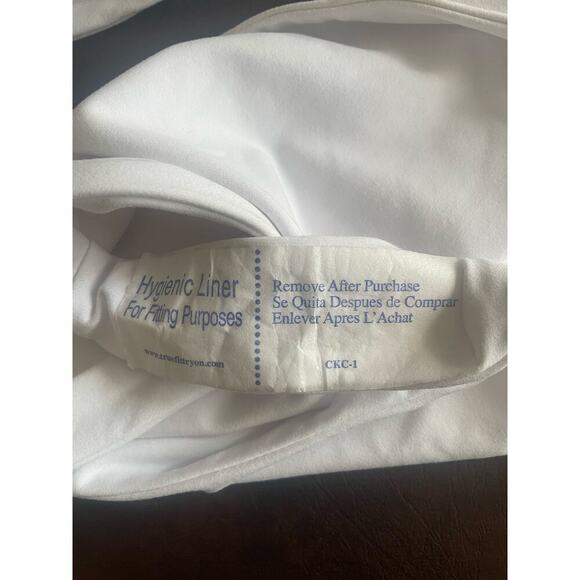 Hygienic Liner
For Fitting Purposes
www.truefittryon.com
Remove After Purchase
Se Quita Despues de Comprar
Enlever Apres L'Achat
CKC-1